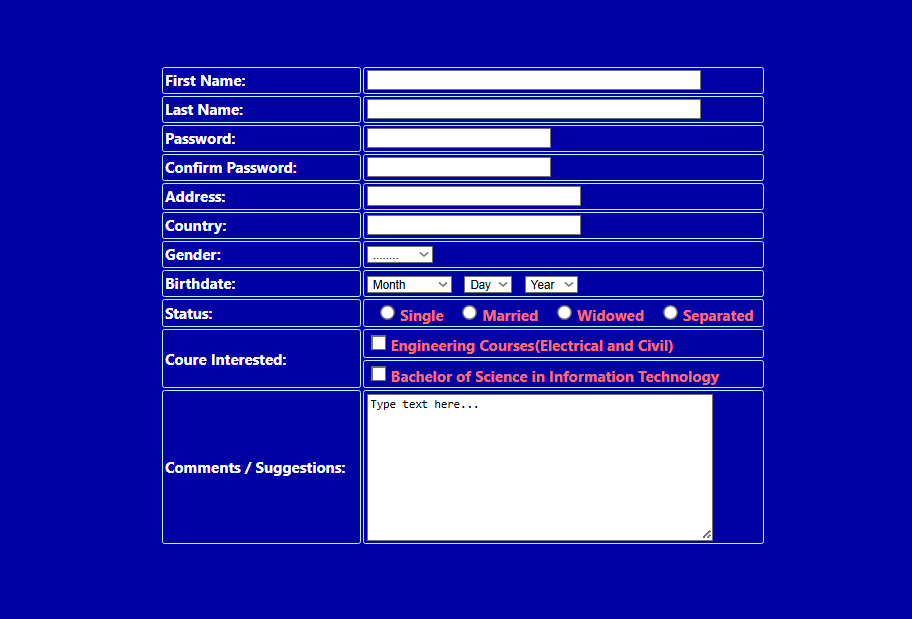 First Name:
Last Name:
Password:
Confirm Password:
Address:
Country:
Gender: ........
Birthdate: Month Day Year
Status: Single Married Widowed Separated
Coure Interested:
Engineering Courses(Electrical and Civil)
Bachelor of Science in Information Technology
Comments / Suggestions:
Type text here...